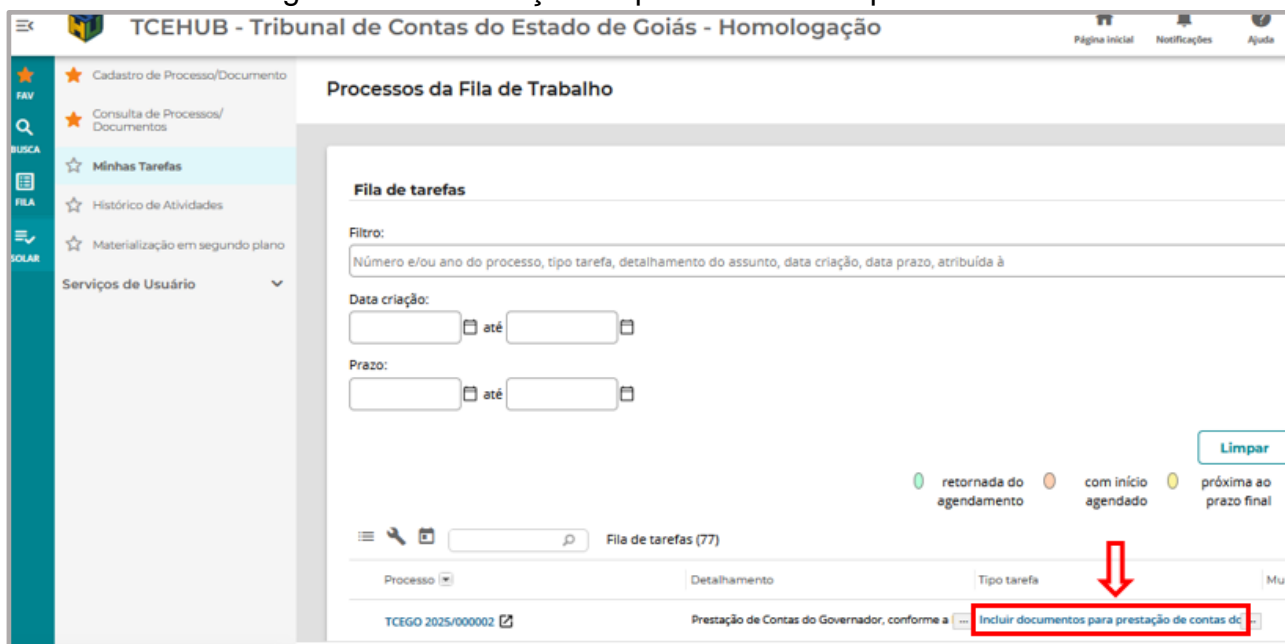 TCEHUB - Tribunal de Contas do Estado de Goiás - Homologação
Página inicial
Notificações
Ajuda
FAV
BUSCA
FILA
SOLAR
Cadastro de Processo/Documento
Consulta de Processos/
Documentos
Minhas Tarefas
Histórico de Atividades
Materialização em segundo plano
Serviços de Usuário
Processos da Fila de Trabalho
Fila de tarefas
Filtro:
Número e/ou ano do processo, tipo tarefa, detalhamento do assunto, data criação, data prazo, atribuída à
Data criação:
até
Prazo:
até
Limpar
retornada do
agendamento
com início
agendado
próxima ao
prazo final
Fila de tarefas (77)
Processo
Detalhamento
Tipo tarefa
Mu
TCEGO 2025/000002
Prestação de Contas do Governador, conforme a ...
Incluir documentos para prestação de contas do ...